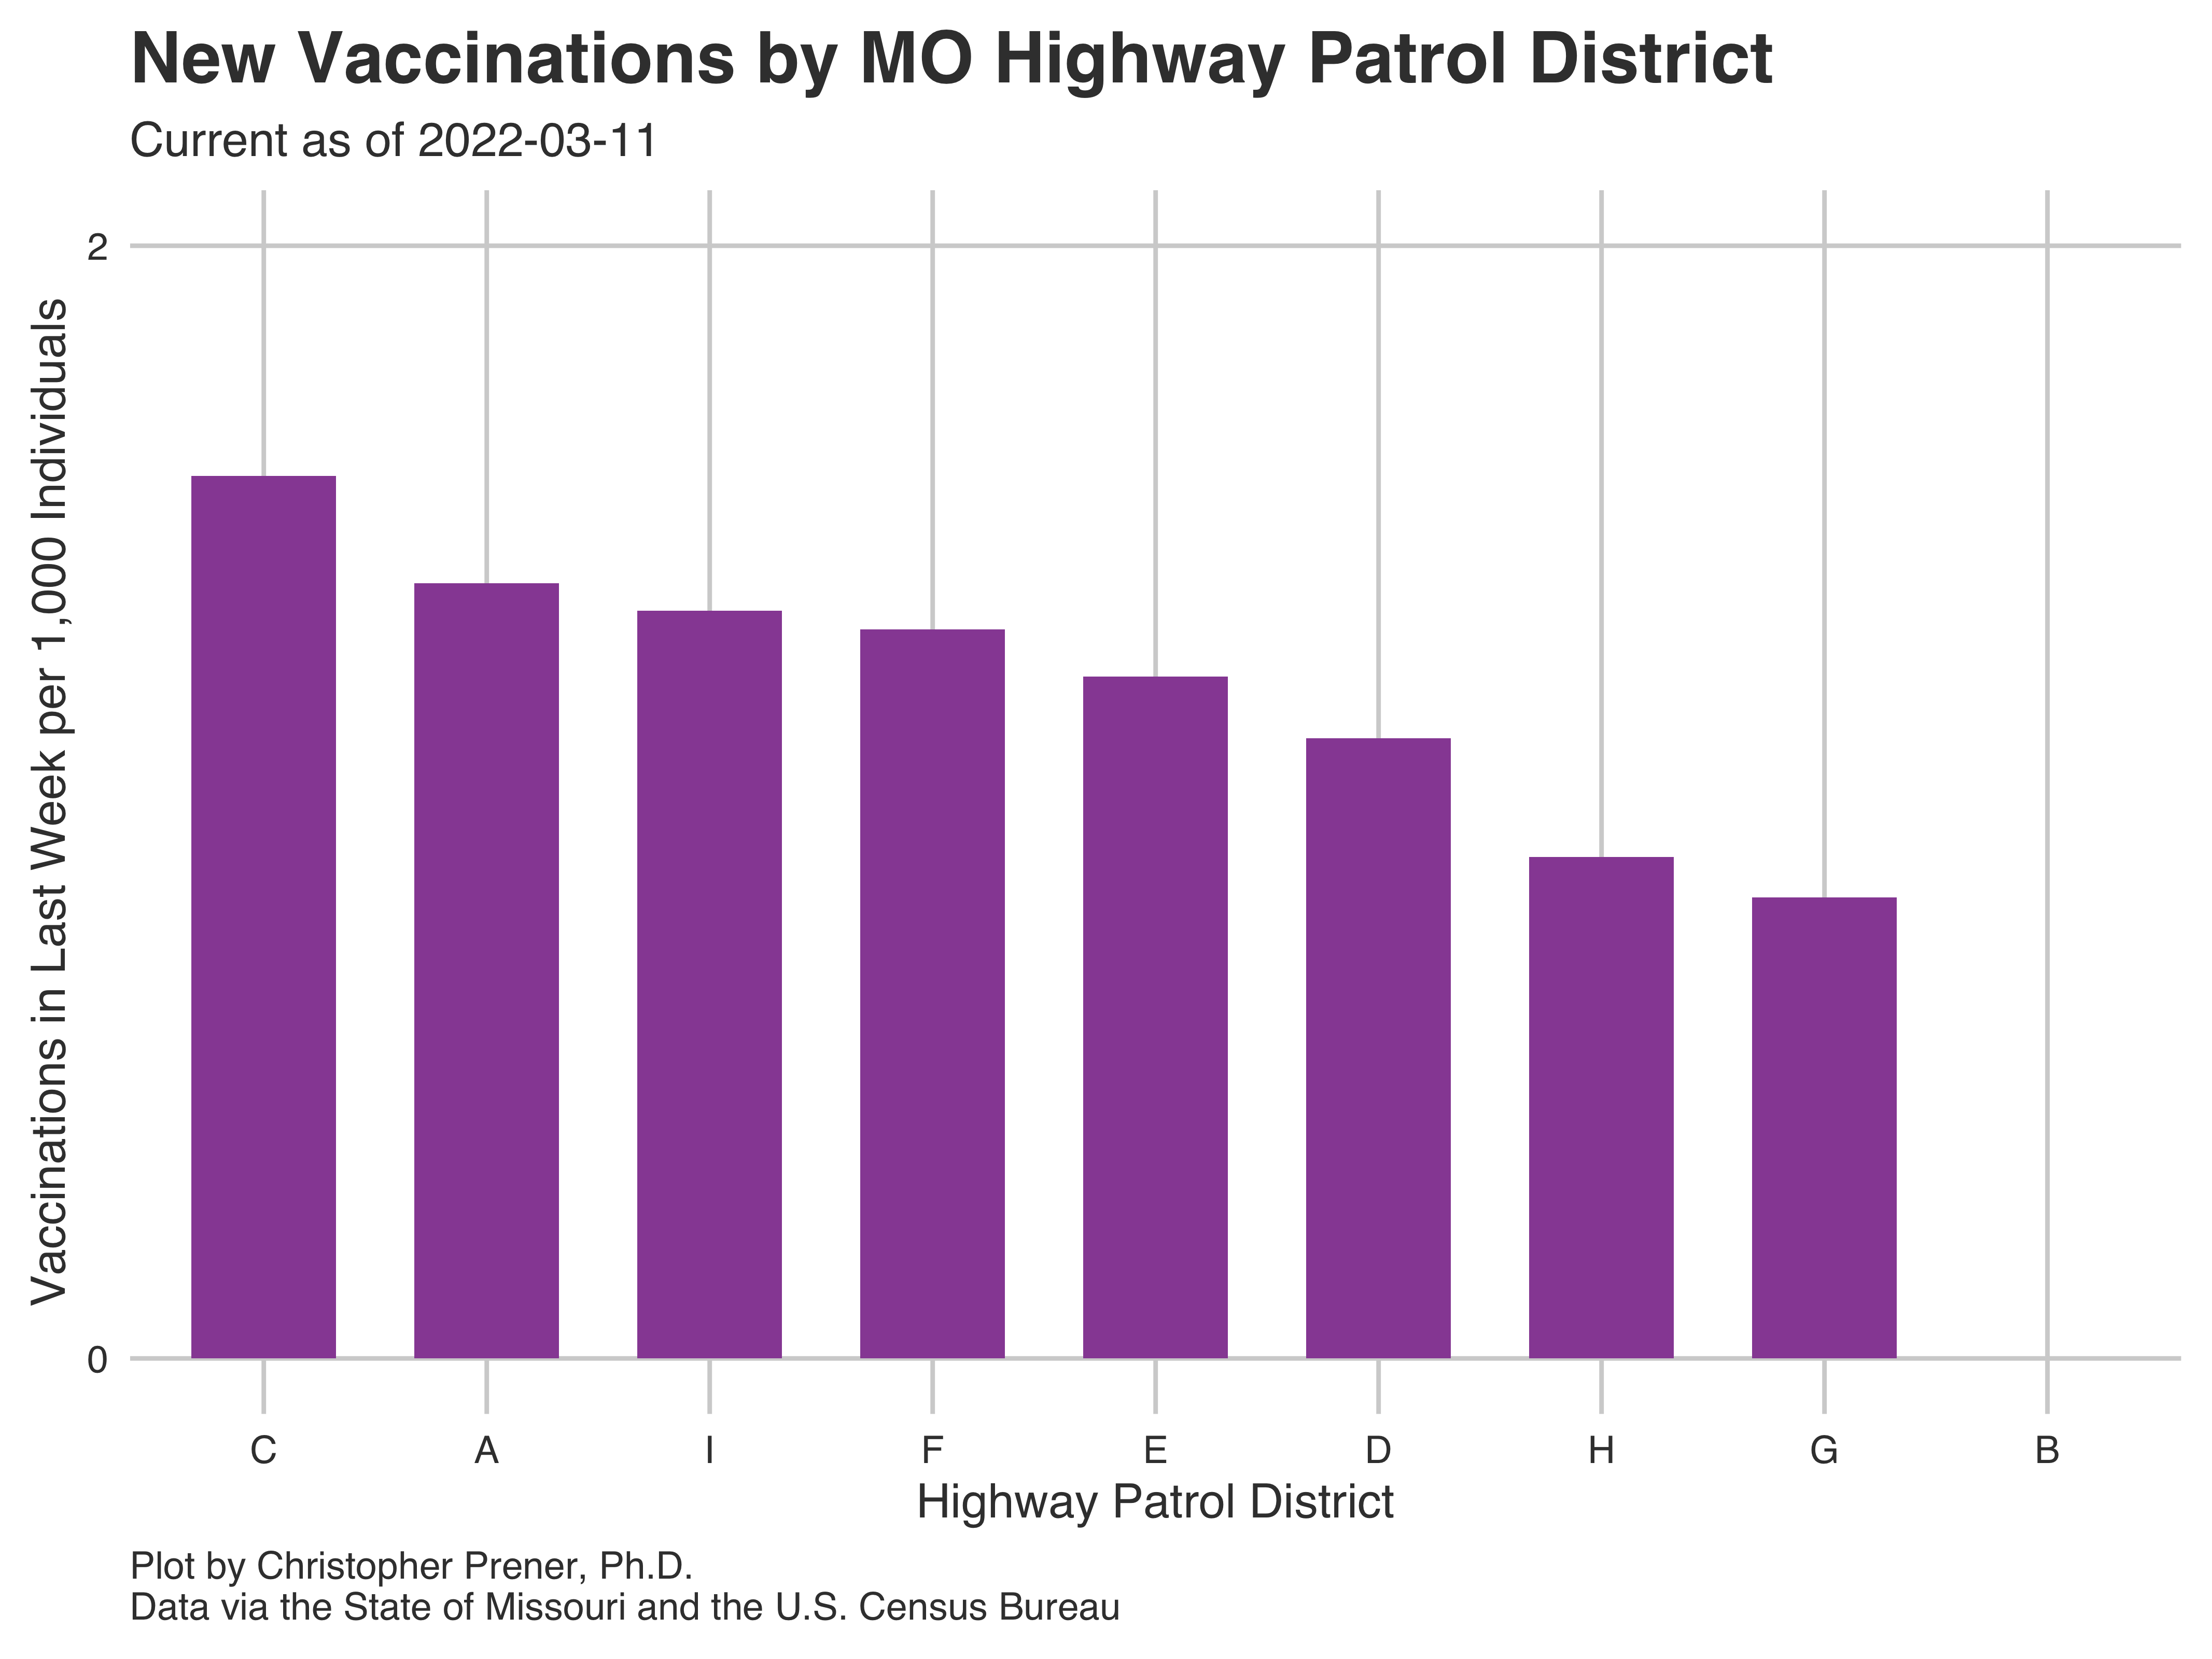 New Vaccinations by MO Highway Patrol District
Current as of 2022-03-11
Vaccinations in Last Week per 1,000 Individuals
2
0
C A I F E D H G B
Highway Patrol District
Plot by Christopher Prener, Ph.D.
Data via the State of Missouri and the U.S. Census Bureau